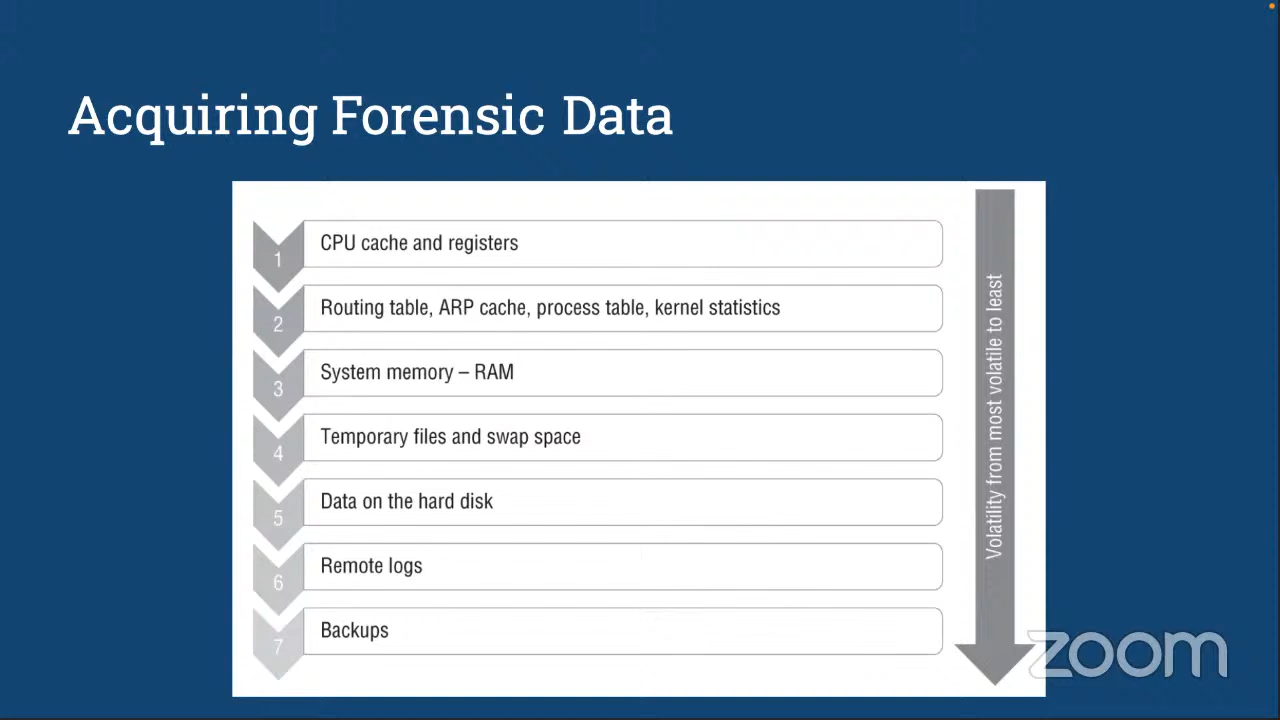 Acquiring Forensic Data
1
CPU cache and registers
2
Routing table, ARP cache, process table, kernel statistics
3
System memory – RAM
4
Temporary files and swap space
5
Data on the hard disk
6
Remote logs
7
Backups
Volatility from most volatile to least
zoom